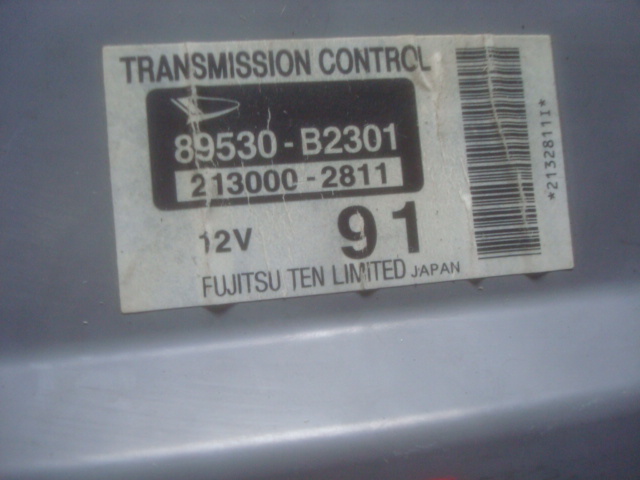 TRANSMISSION CONTROL
89530-B2301
213000-2811
12V 91
FUJITSU TEN LIMITED JAPAN
*21328111*